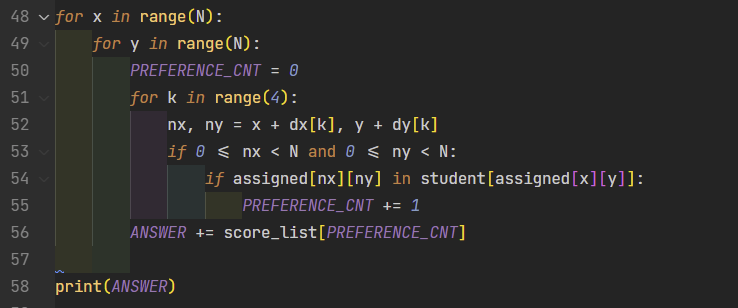 48 for x in range(N):
49     for y in range(N):
50         PREFERENCE_CNT = 0
51         for k in range(4):
52             nx, ny = x + dx[k], y + dy[k]
53             if 0 ⩽ nx < N and 0 ⩽ ny < N:
54                 if assigned[nx][ny] in student[assigned[x][y]]:
55                     PREFERENCE_CNT += 1
56         ANSWER += score_list[PREFERENCE_CNT]
57
58 print(ANSWER)